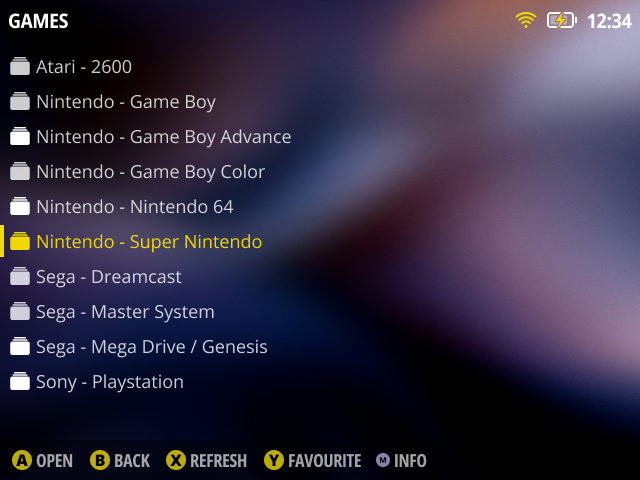 GAMES 12:34
Atari - 2600
Nintendo - Game Boy
Nintendo - Game Boy Advance
Nintendo - Game Boy Color
Nintendo - Nintendo 64
Nintendo - Super Nintendo
Sega - Dreamcast
Sega - Master System
Sega - Mega Drive / Genesis
Sony - Playstation
A OPEN B BACK X REFRESH Y FAVOURITE M INFO